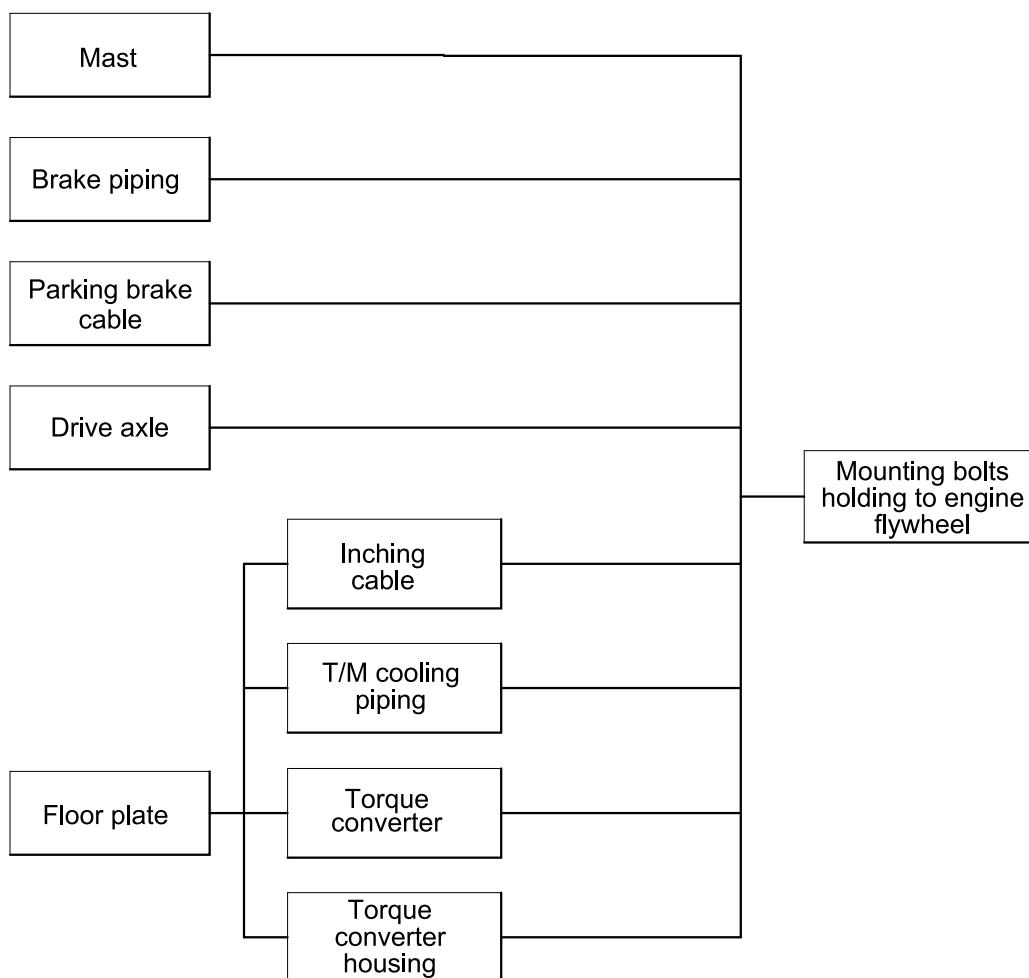 Mast
Brake piping
Parking brake
cable
Drive axle
Mounting bolts
holding to engine
flywheel
Inching
cable
T/M cooling
piping
Floor plate
Torque
converter
Torque
converter
housing